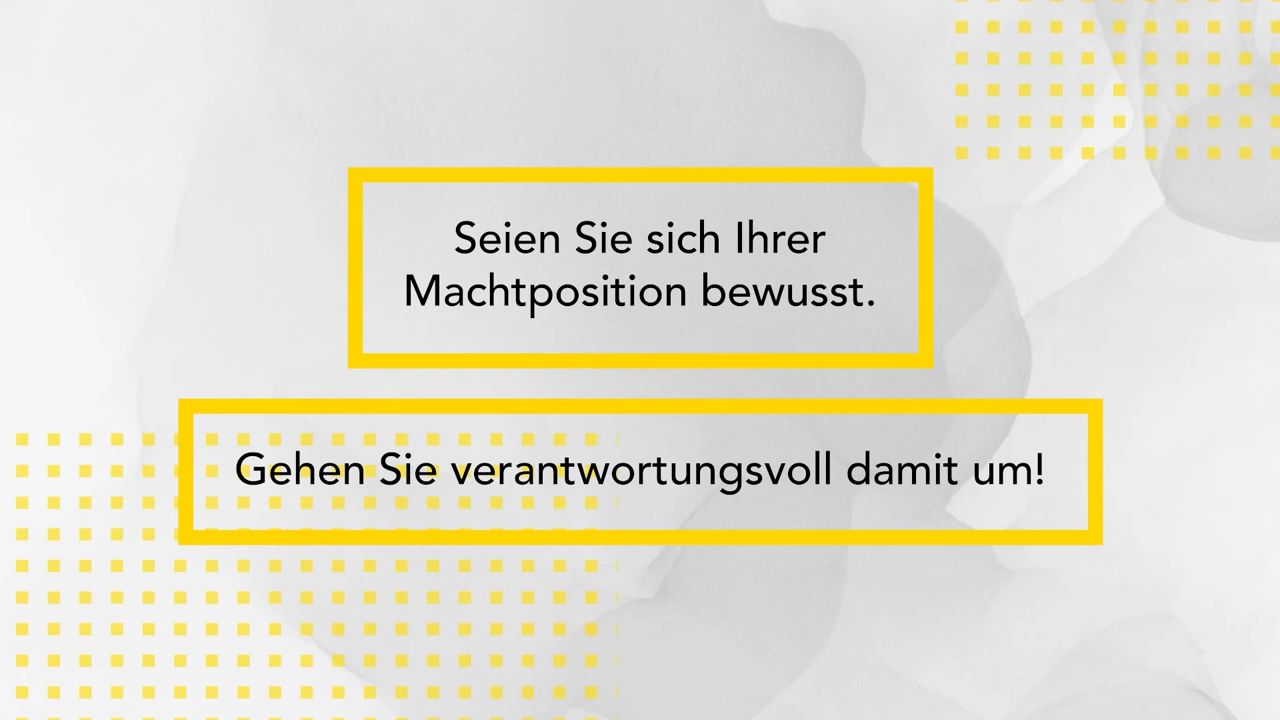 Seien Sie sich Ihrer
Machtposition bewusst.
Gehen Sie verantwortungsvoll damit um!